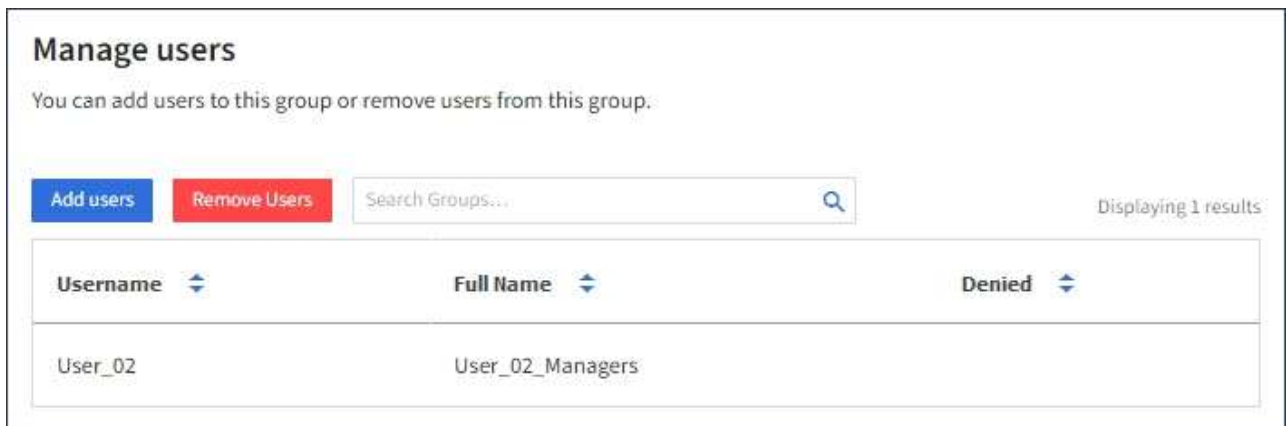 Manage users
You can add users to this group or remove users from this group.
Add users Remove Users Search Groups... Displaying 1 results
Username Full Name Denied
User_02 User_02_Managers